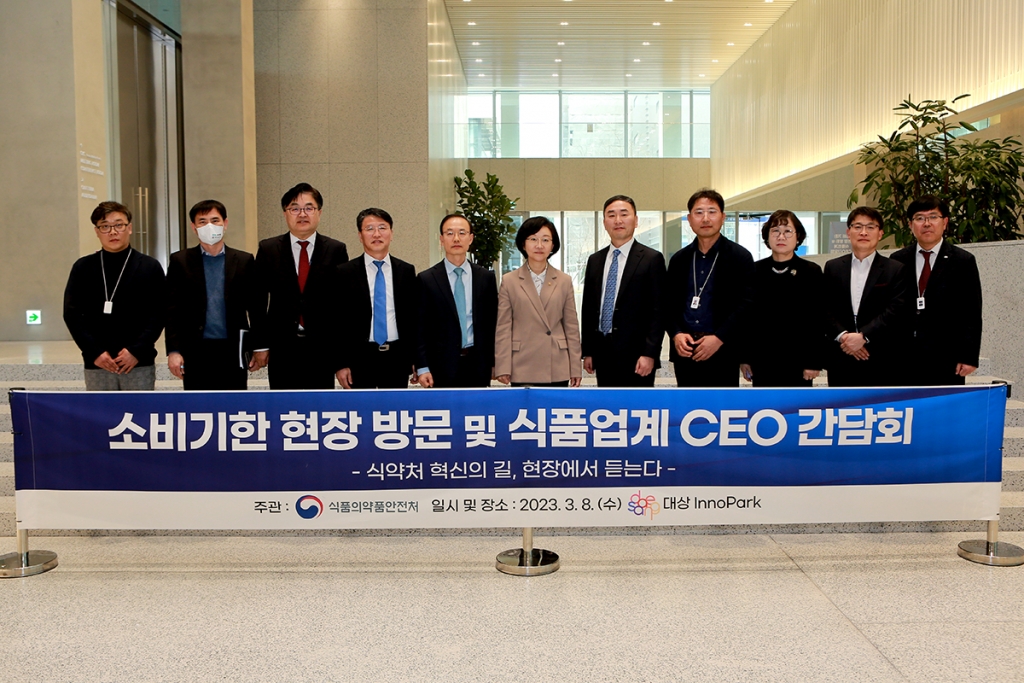 소비기한 현장 방문 및 식품업계 CEO 간담회
- 식약처 혁신의 길, 현장에서 듣는다 -
주관 : 식품의약품안전처 일시 및 장소 : 2023. 3. 8. (수) daesang 대상 InnoPark